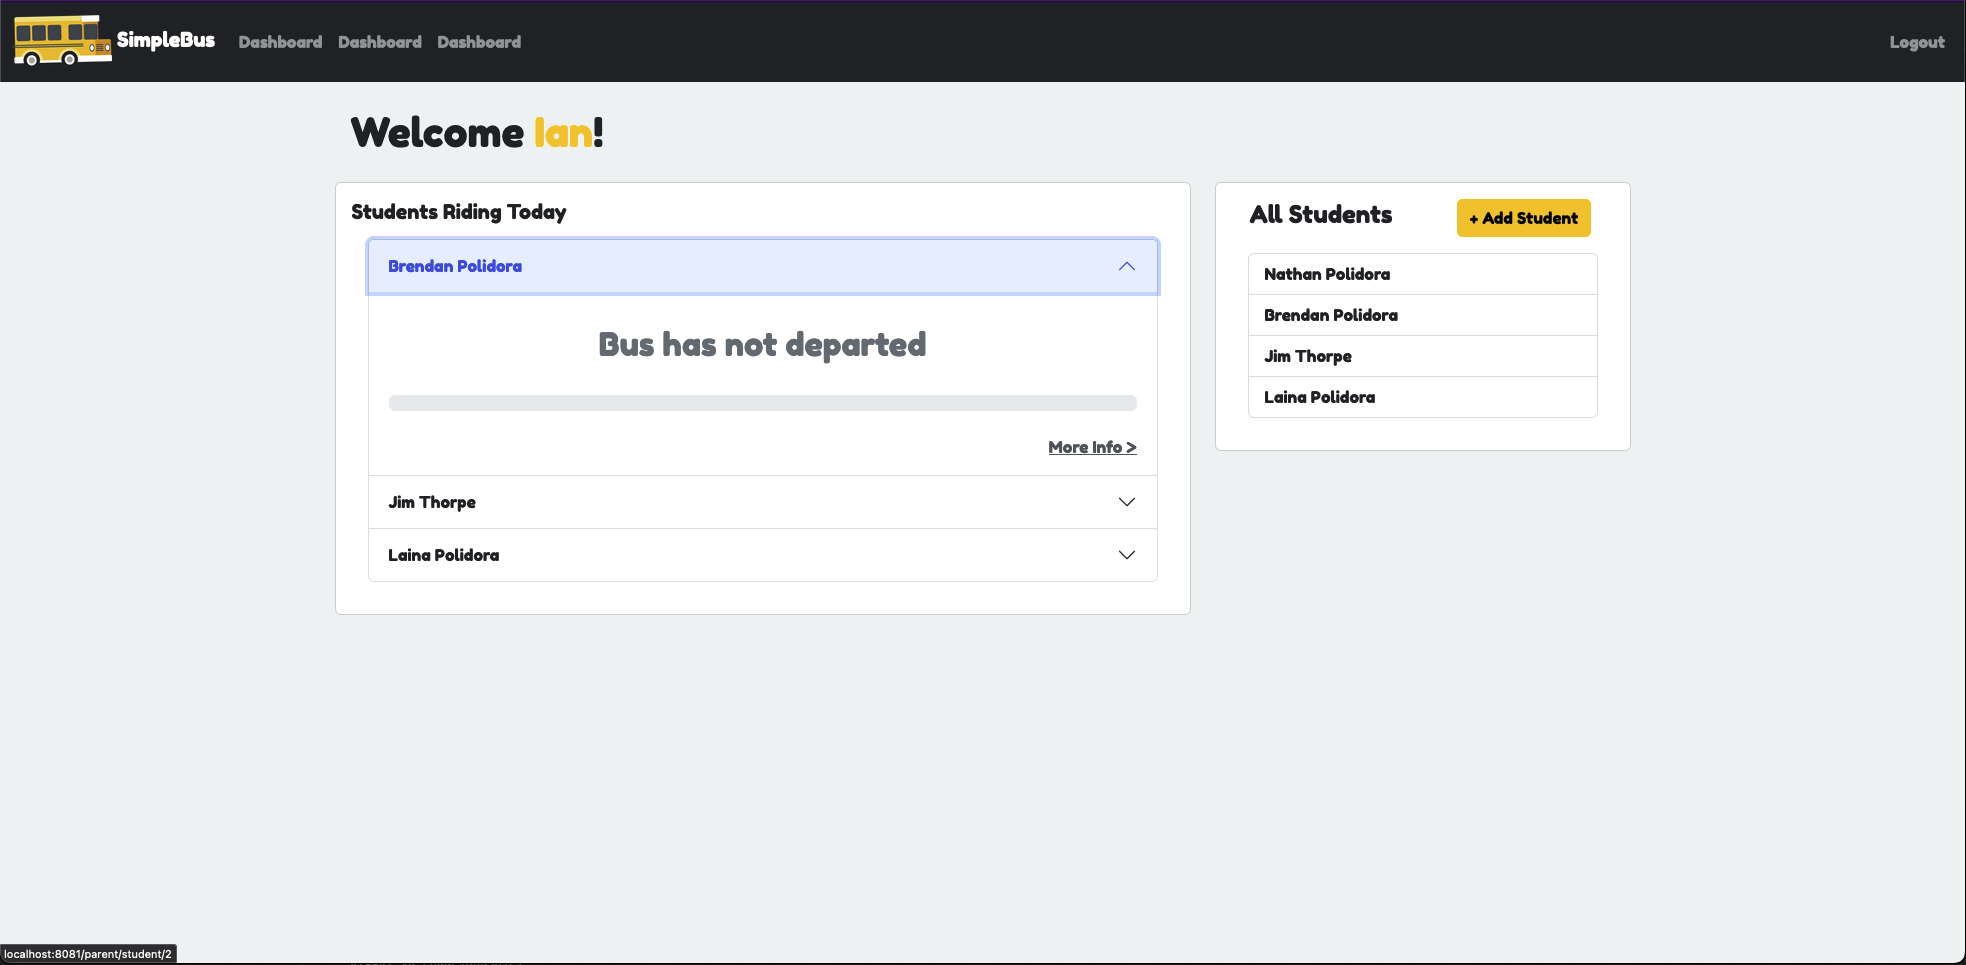 SimpleBus Dashboard Dashboard Dashboard Logout
Welcome Ian!
Students Riding Today
Brendan Polidora
Bus has not departed
More Info >
Jim Thorpe
Laina Polidora
All Students
+ Add Student
Nathan Polidora
Brendan Polidora
Jim Thorpe
Laina Polidora
localhost:8081/parent/student/2